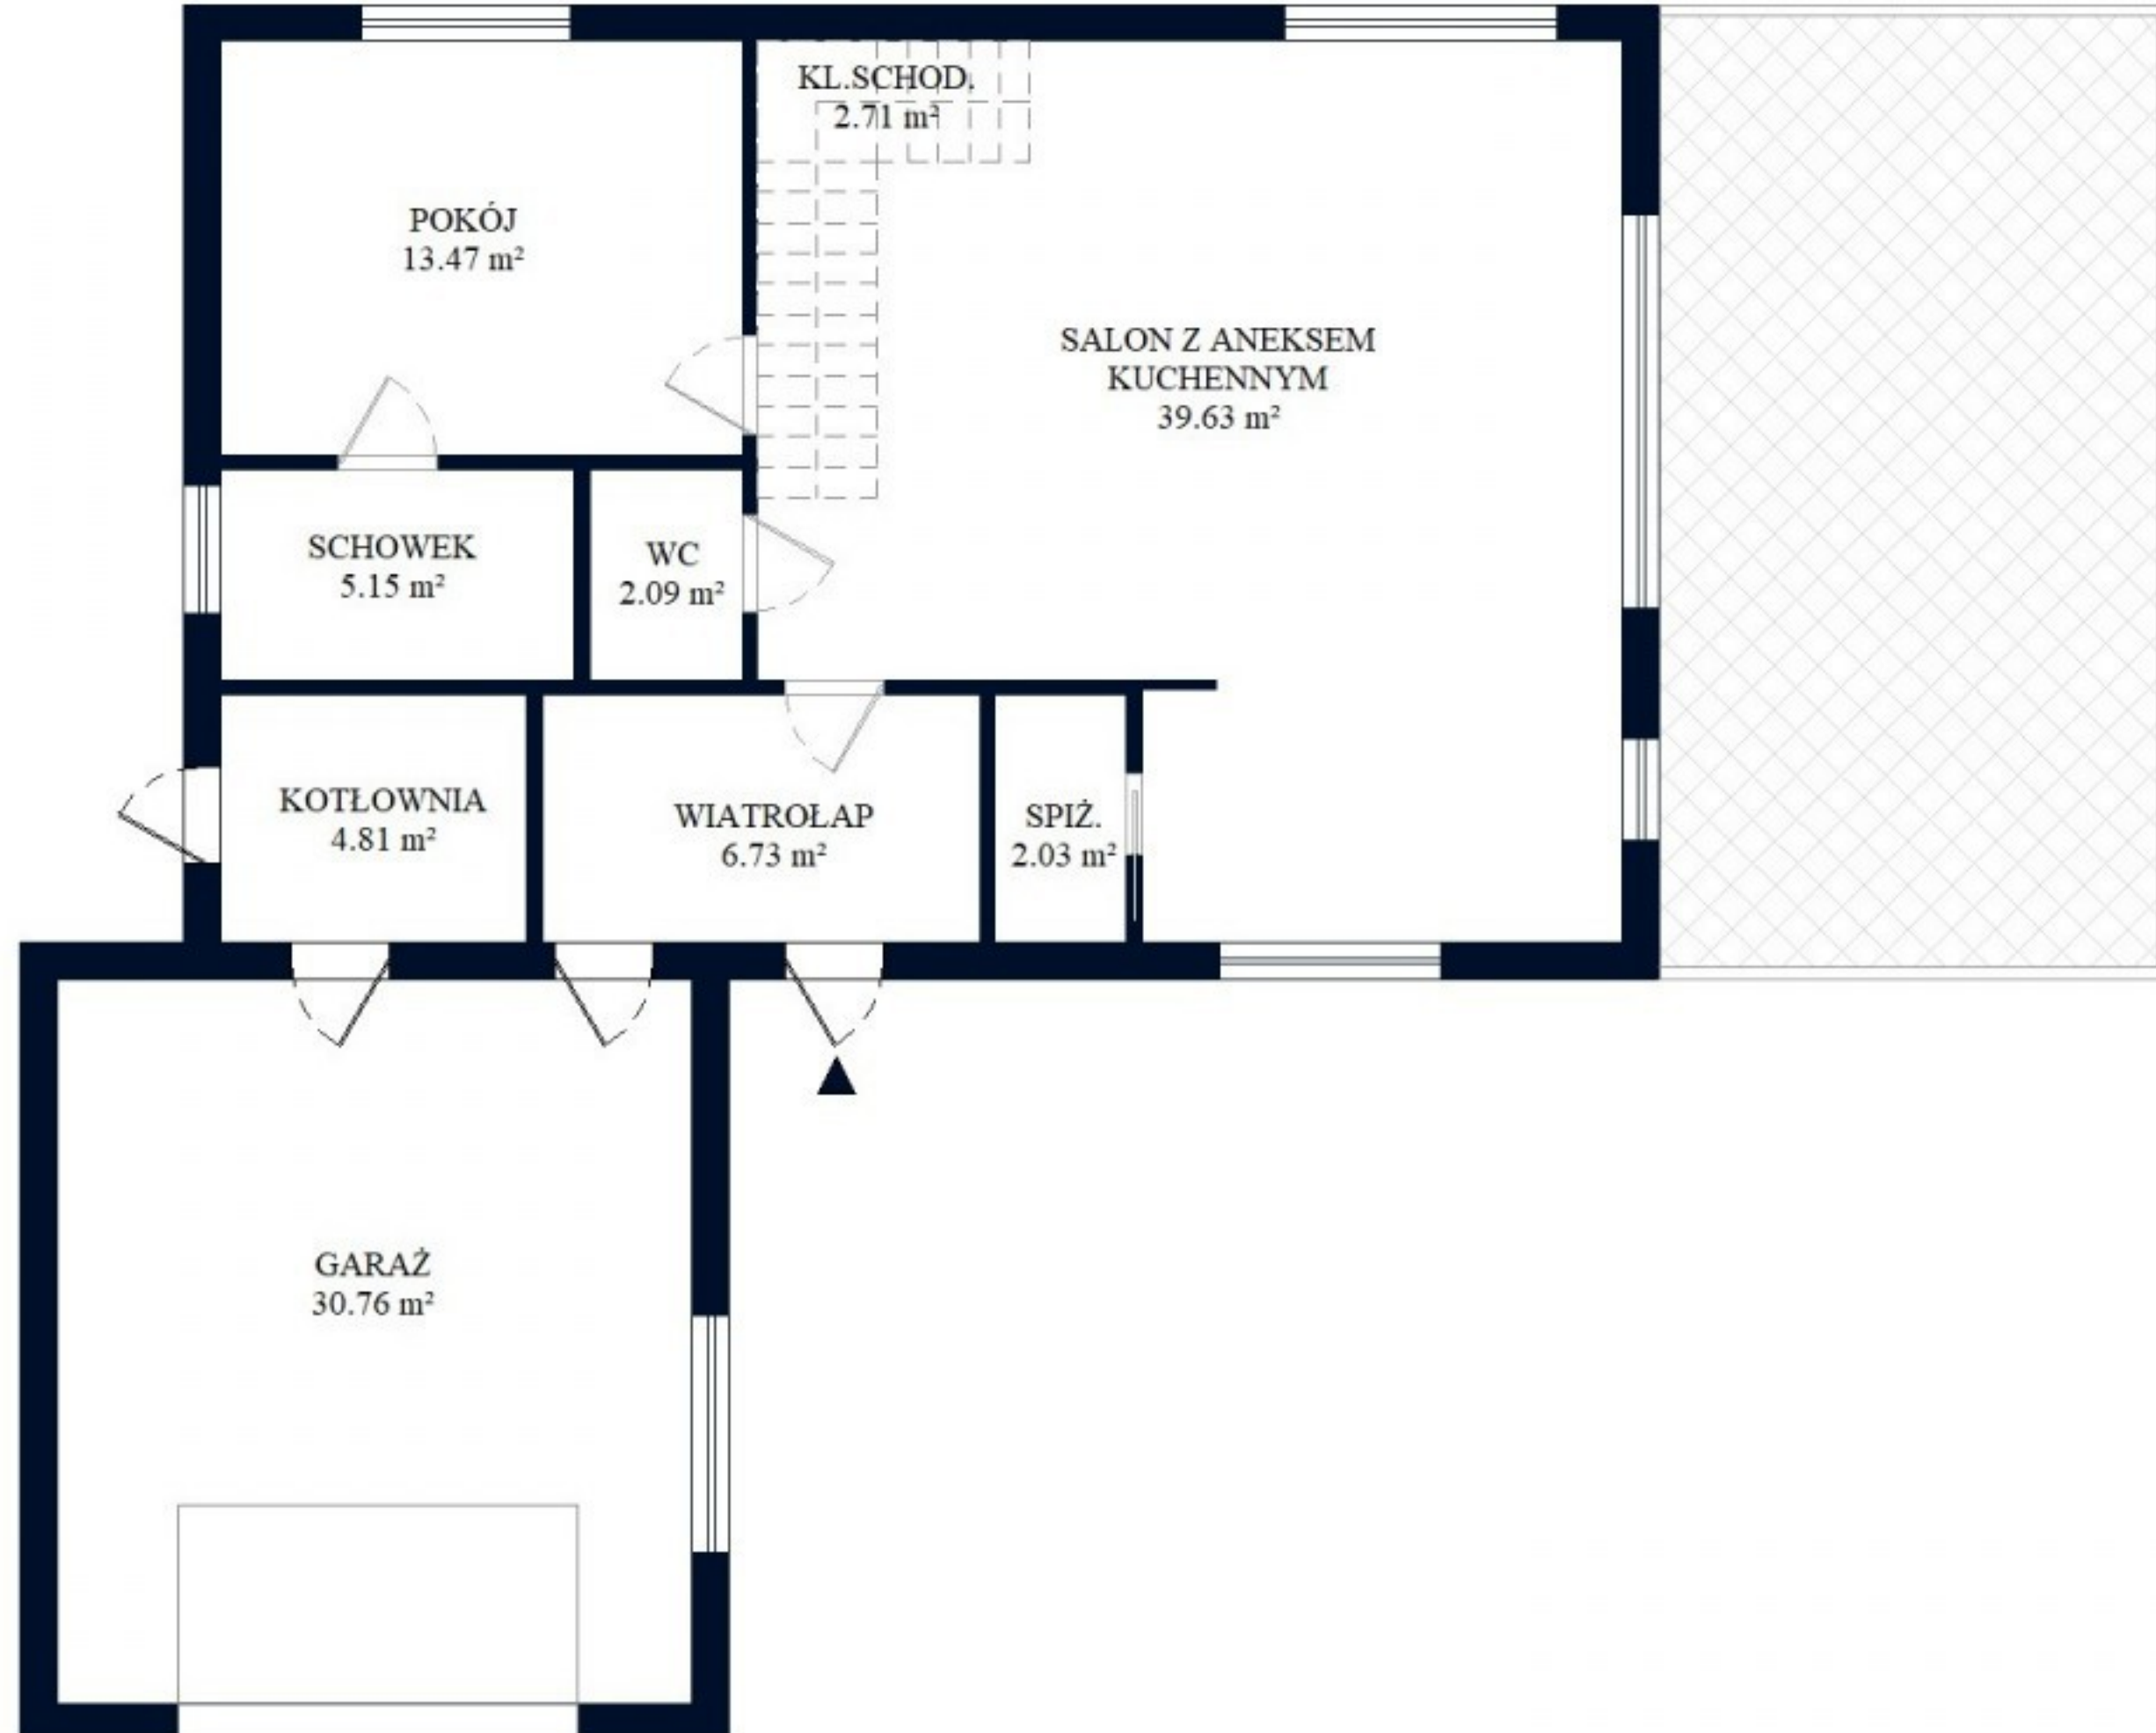 KL.SCHOD.
2.71 m²
POKÓJ
13.47 m²
SALON Z ANEKSEM
KUCHENNYM
39.63 m²
SCHOWEK
5.15 m²
WC
2.09 m²
KOTŁOWNIA
4.81 m²
WIATROŁAP
6.73 m²
SPIŻ.
2.03 m²
GARAŻ
30.76 m²